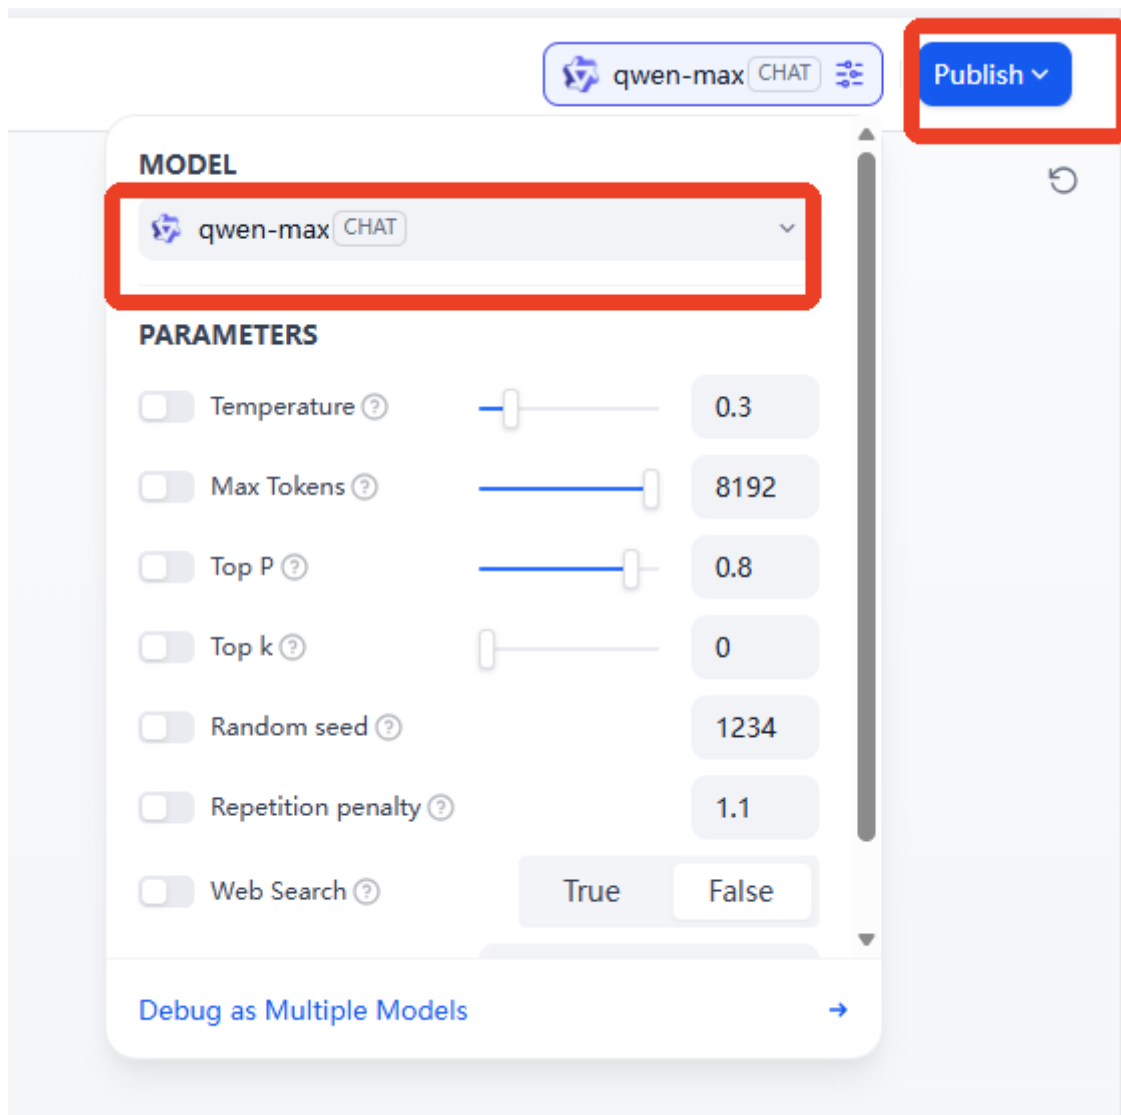 qwen-max CHAT
Publish
MODEL
qwen-max CHAT
PARAMETERS
Temperature ? 0.3
Max Tokens ? 8192
Top P ? 0.8
Top k ? 0
Random seed ? 1234
Repetition penalty ? 1.1
Web Search ? True False
Debug as Multiple Models →